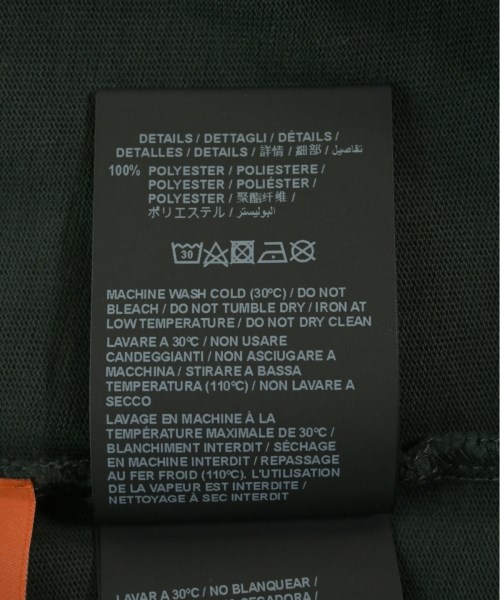 DETAILS / DETTAGLI / DÉTAILS /
DETALLES / DETAILS / 詳情 / 細部 / تفاصيل
100% POLYESTER / POLIESTERE /
POLYESTER / POLIÉSTER /
POLYESTER / 聚酯纤维 /
ポリエステル / البوليستر
30
MACHINE WASH COLD (30ºC) / DO NOT
BLEACH / DO NOT TUMBLE DRY / IRON AT
LOW TEMPERATURE / DO NOT DRY CLEAN
LAVARE A 30ºC / NON USARE
CANDEGGIANTI / NON ASCIUGARE A
MACCHINA / STIRARE A BASSA
TEMPERATURA (110ºC) / NON LAVARE A
SECCO
LAVAGE EN MACHINE À LA
TEMPÉRATURE MAXIMALE DE 30ºC /
BLANCHIMENT INTERDIT / SÉCHAGE
EN MACHINE INTERDIT / REPASSAGE
AU FER FROID (110ºC). L'UTILISATION
DE LA VAPEUR EST INTERDITE /
NETTOYAGE À SEC INTERDIT
LAVAR A 30ºC / NO BLANQUEAR /
SECADORA /